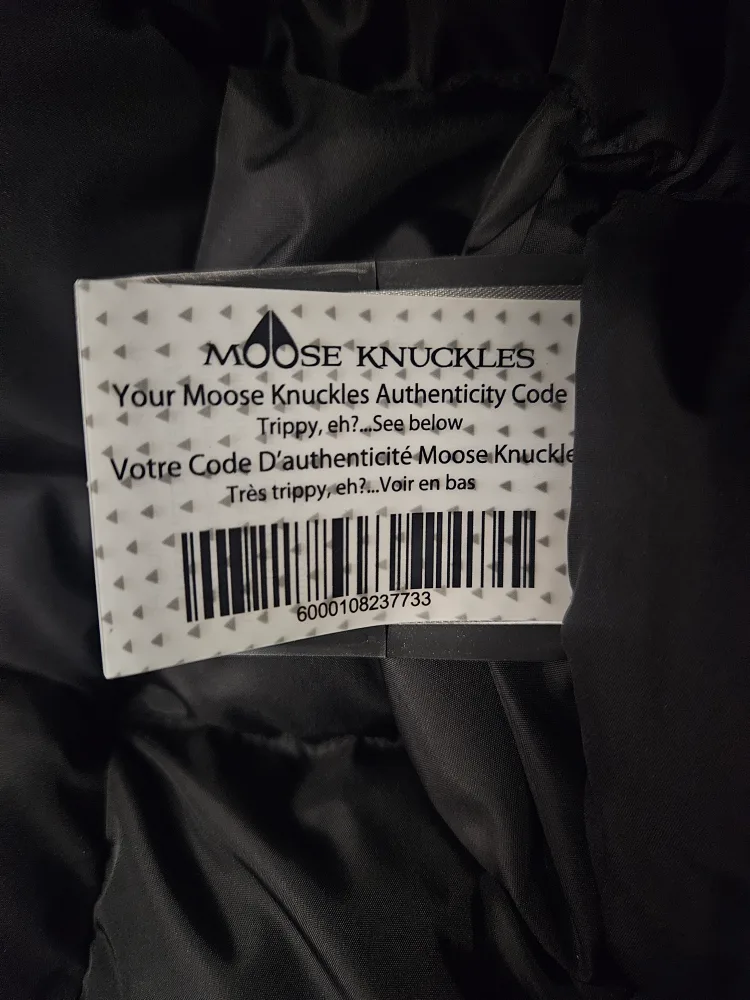 MOOSE KNUCKLES
Your Moose Knuckles Authenticity Code
Trippy, eh?...See below
Votre Code D'authenticité Moose Knuckle
Très trippy, eh?...Voir en bas
6000108237733